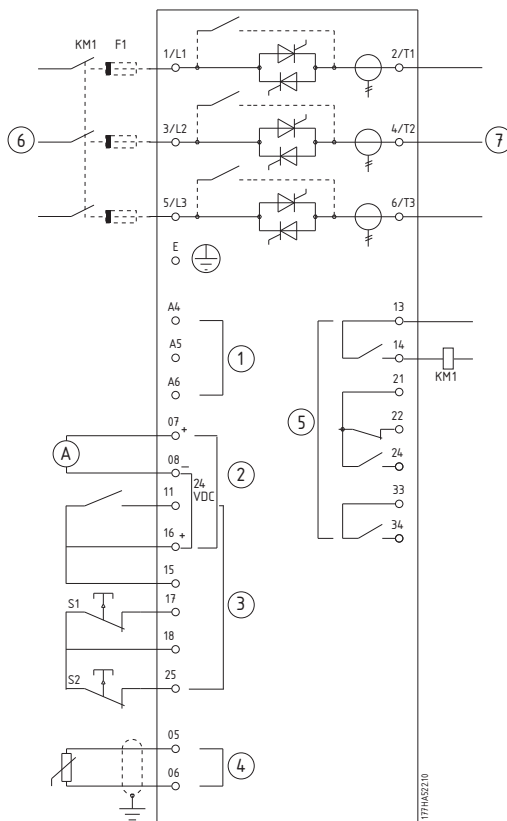 KM1 F1 1/L1 2/T1
6 3/L2 4/T2 7
5/L3 6/T3
E
A4 13
A5 1 14
A6 KM1
21
07 + 5 22
A 2
08 – 24 VDC 24
11 33
16 + 34
15
S1 17 3
18
S2 25
05
4
06
177HA522.10